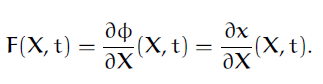 F(X, t) = ∂ϕ/∂X (X, t) = ∂x/∂X (X, t).